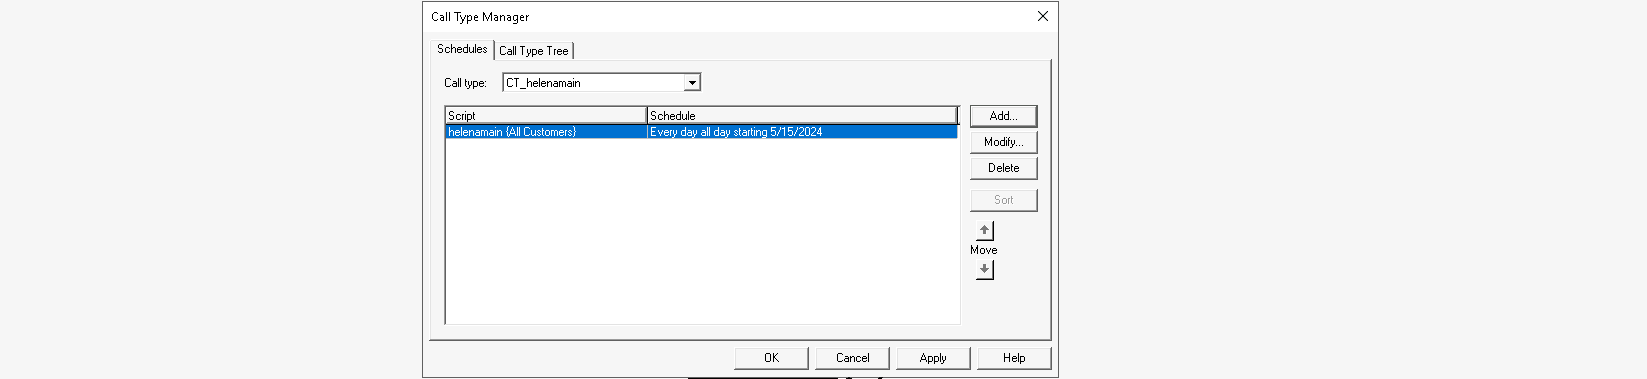 Call Type Manager
Schedules
Call Type Tree
Call type:
CT_helenamain
Script
Schedule
helenamain {All Customers}
Every day all day starting 5/15/2024
Add...
Modify...
Delete
Sort
Move
OK
Cancel
Apply
Help